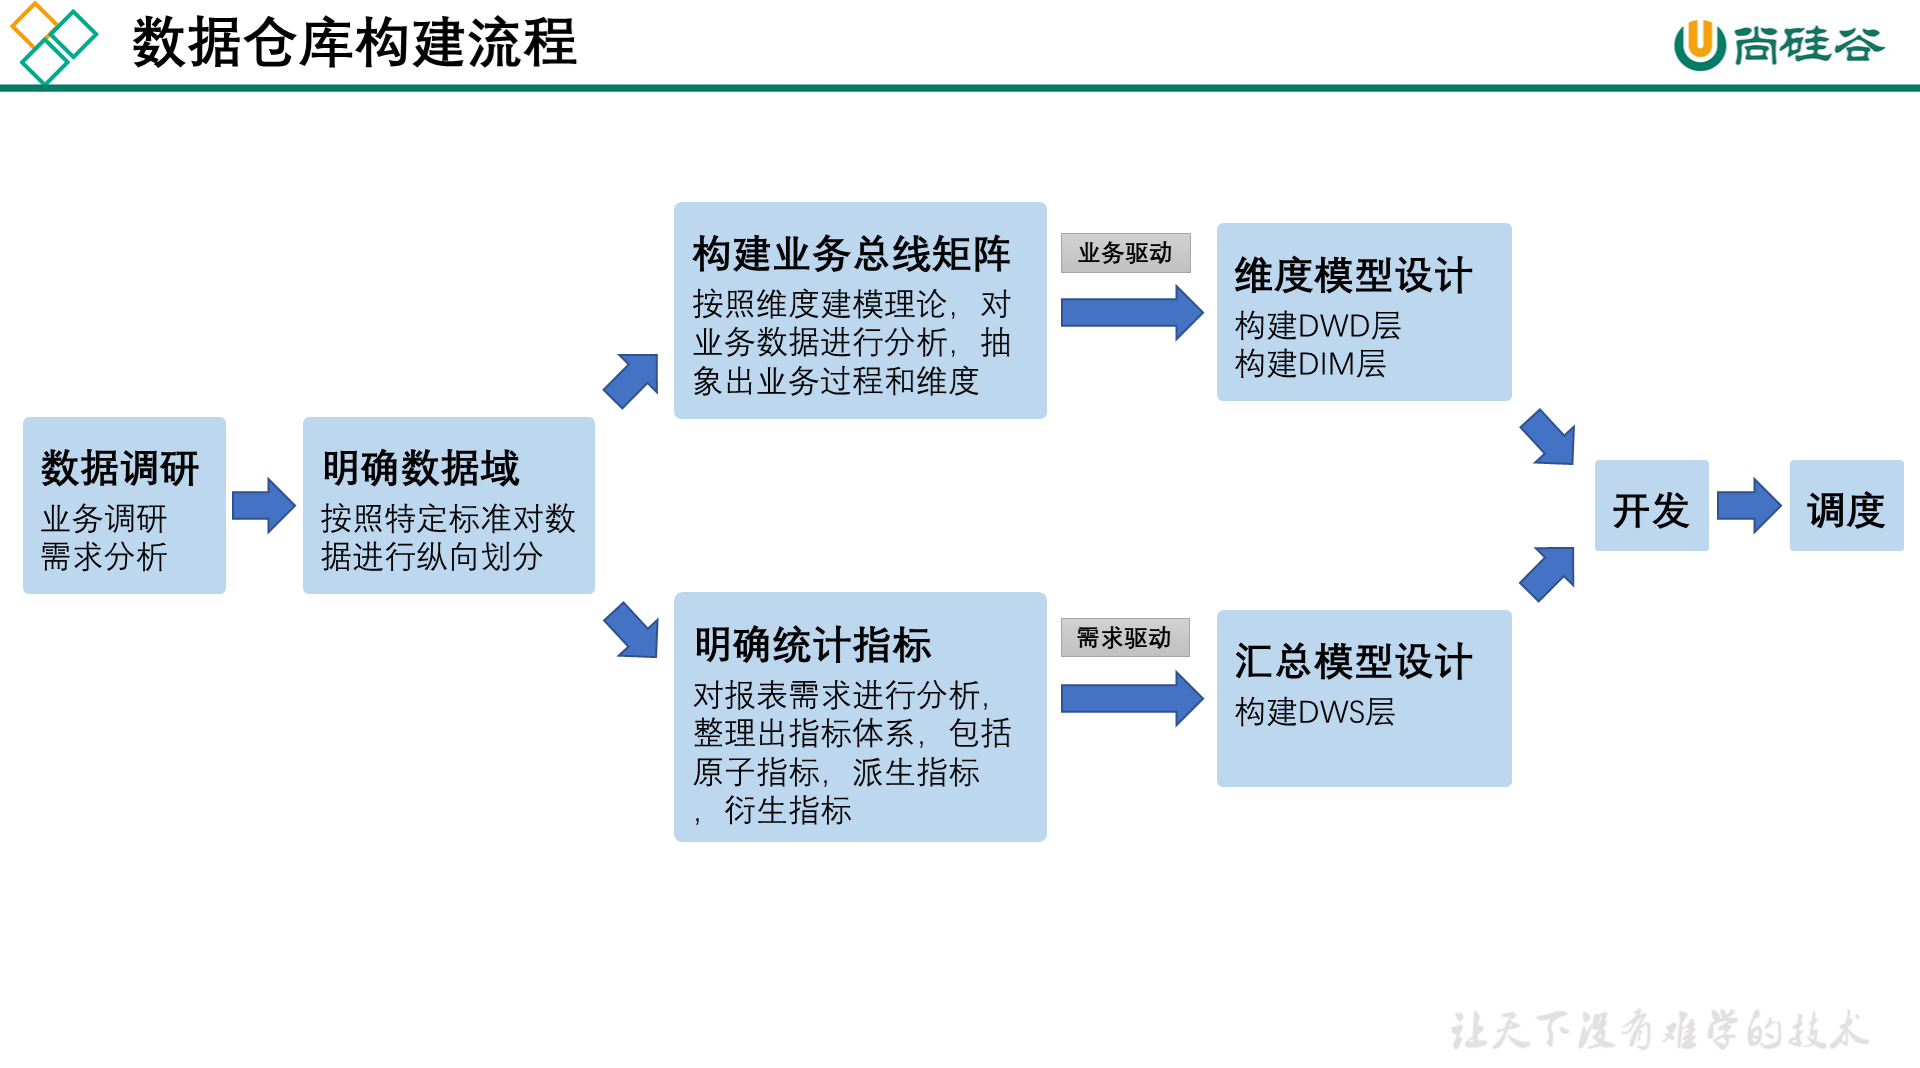 数据仓库构建流程
尚硅谷
数据调研
业务调研
需求分析
明确数据域
按照特定标准对数
据进行纵向划分
构建业务总线矩阵
按照维度建模理论，对
业务数据进行分析，抽
象出业务过程和维度
业务驱动
维度模型设计
构建DWD层
构建DIM层
明确统计指标
对报表需求进行分析，
整理出指标体系，包括
原子指标，派生指标
，衍生指标
需求驱动
汇总模型设计
构建DWS层
开发
调度
让天下没有难学的技术